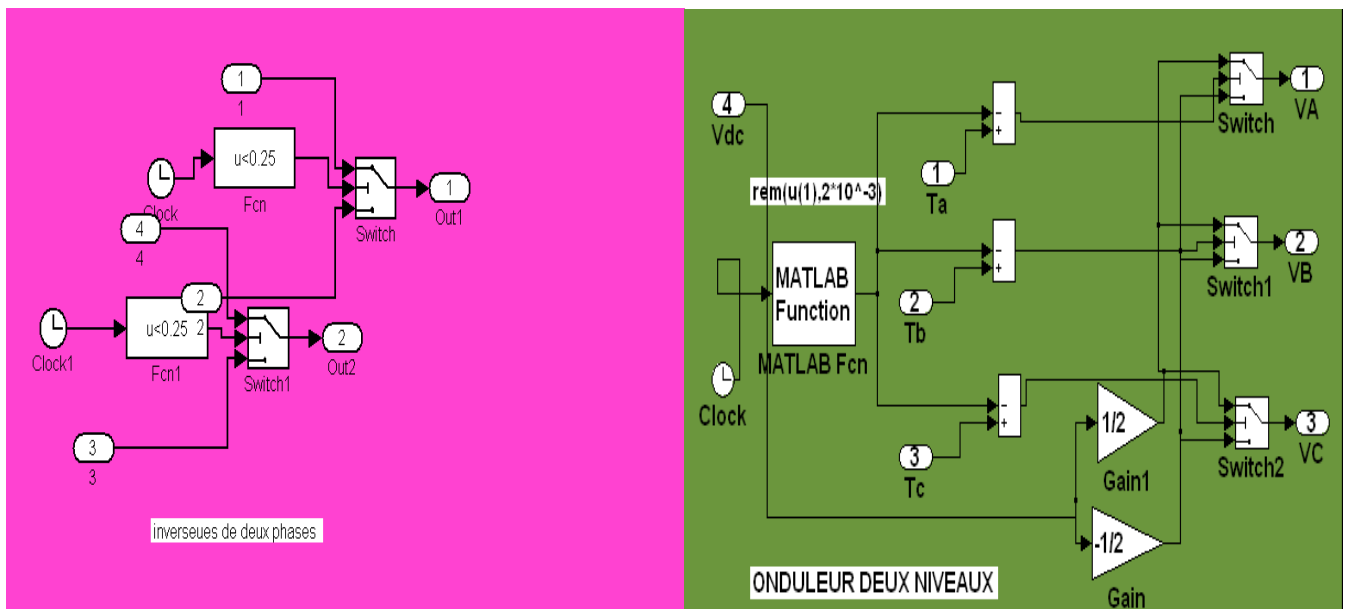 1
1
u<0.25
Clock
Fcn
Switch
1
Out1
4
4
2
u<0.25
2
Clock1
Fcn1
Switch1
2
Out2
3
3
inverseues de deux phases
4
Vdc
-
+
1
Ta
Switch
1
VA
rem(u(1),2*10^-3)
MATLAB
Function
MATLAB Fcn
Clock
-
+
2
Tb
Switch1
2
VB
-
+
3
Tc
1/2
Gain1
-1/2
Gain
Switch2
3
VC
ONDULEUR DEUX NIVEAUX